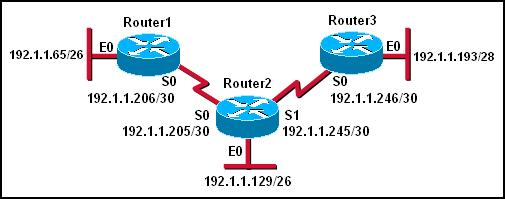 Router1
Router3
192.1.1.65/26
E0
E0
192.1.1.193/28
S0
Router2
S0
192.1.1.206/30
192.1.1.246/30
S0
S1
192.1.1.205/30
192.1.1.245/30
E0
192.1.1.129/26